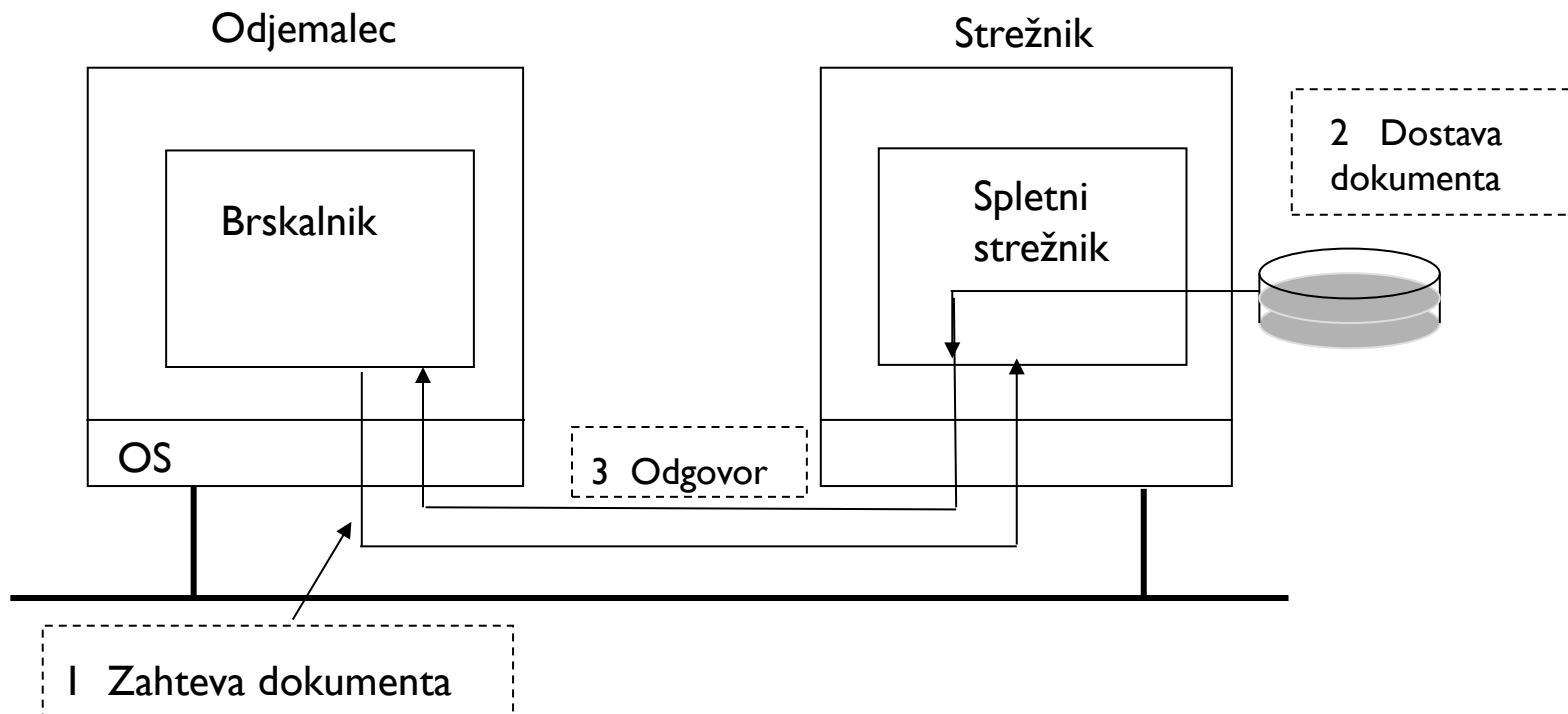 Odjemalec
Strežnik
2 Dostava
dokumenta
Brskalnik
Spletni
strežnik
OS
3 Odgovor
1 Zahteva dokumenta